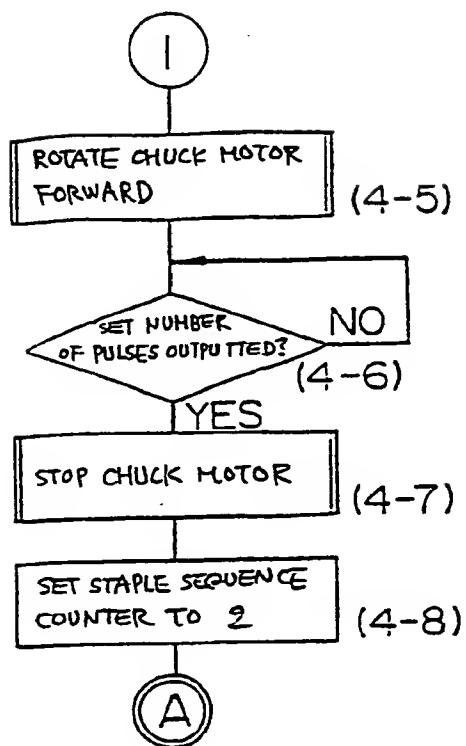 I
ROTATE CHUCK MOTOR
FORWARD
(4-5)
SET NUMBER
OF PULSES OUTPUTTED?
NO
(4-6)
YES
STOP CHUCK MOTOR
(4-7)
SET STAPLE SEQUENCE
COUNTER TO 2
(4-8)
A